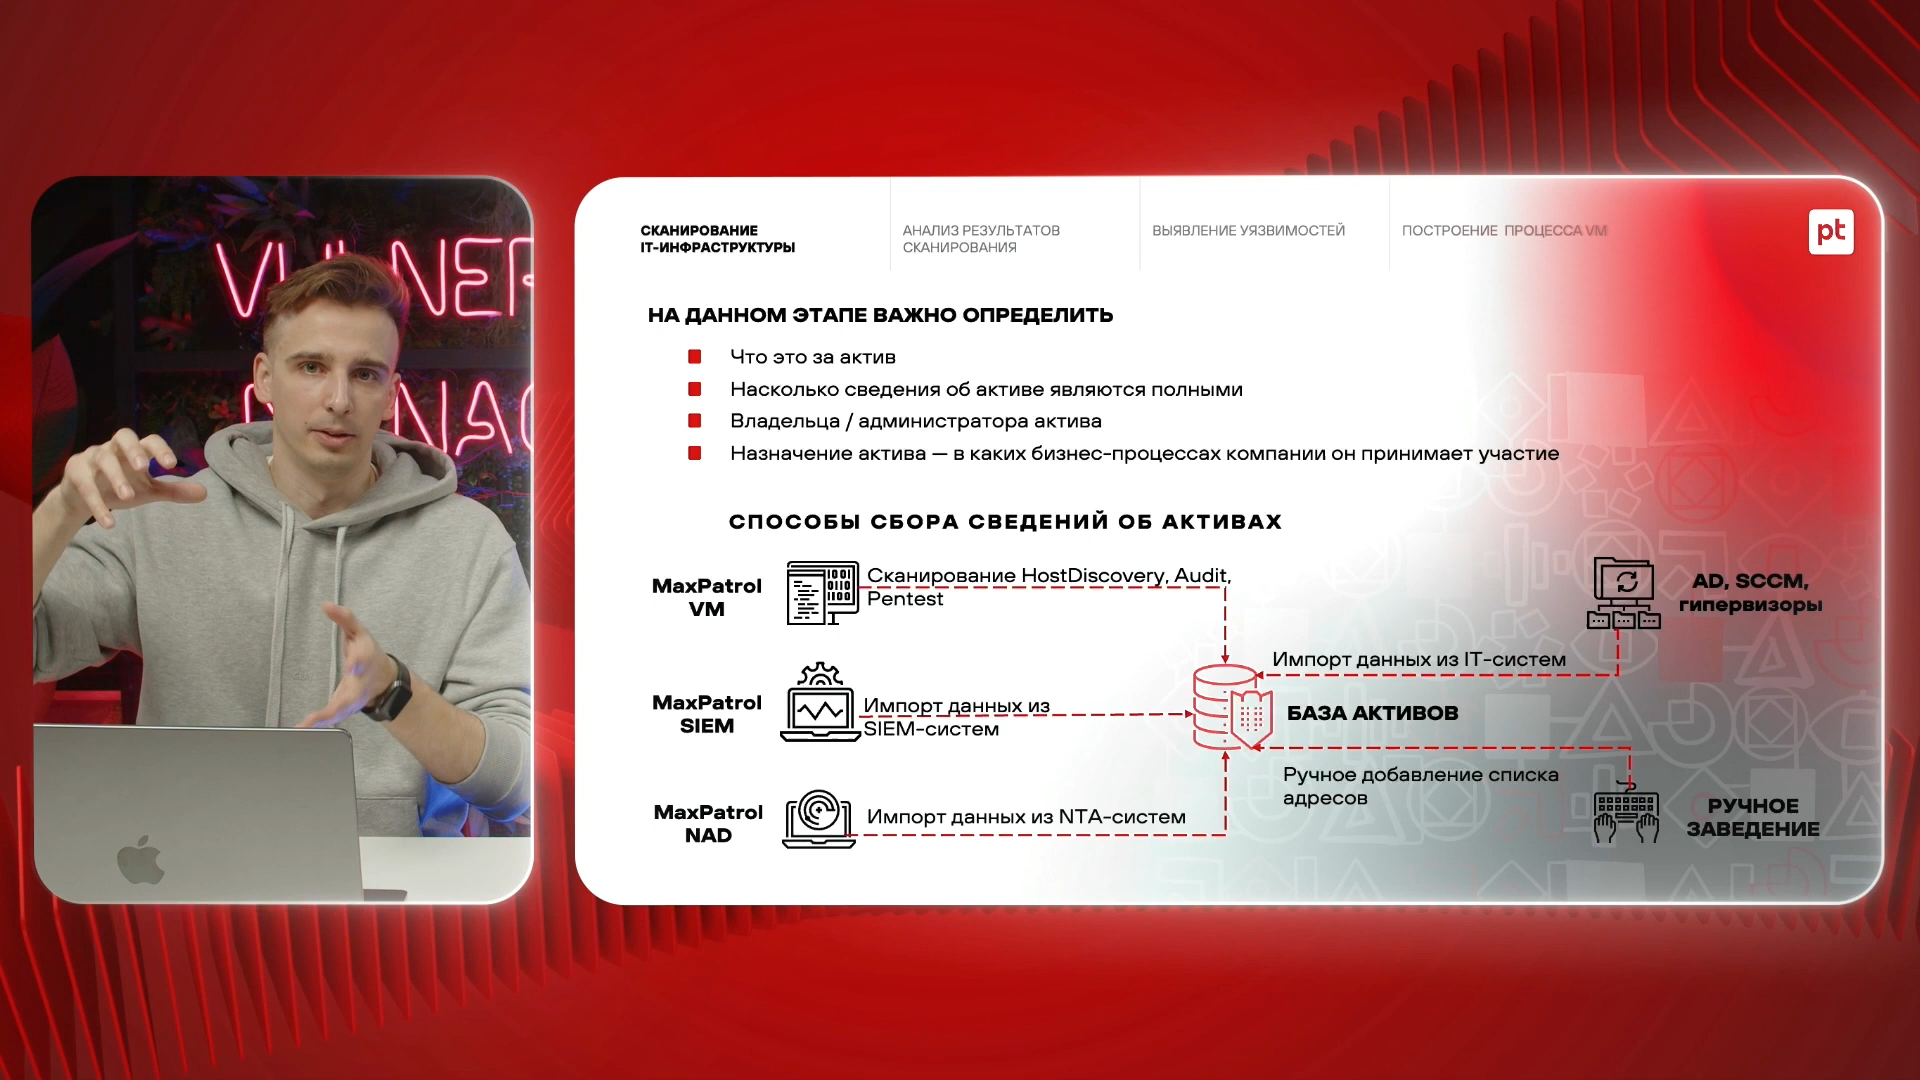 VULNER
MANAG
СКАНИРОВАНИЕ
IT-ИНФРАСТРУКТУРЫ
АНАЛИЗ РЕЗУЛЬТАТОВ
СКАНИРОВАНИЯ
ВЫЯВЛЕНИЕ УЯЗВИМОСТЕЙ
ПОСТРОЕНИЕ ПРОЦЕССА VM
pt
НА ДАННОМ ЭТАПЕ ВАЖНО ОПРЕДЕЛИТЬ
Что это за актив
Насколько сведения об активе являются полными
Владельца / администратора актива
Назначение актива — в каких бизнес-процессах компании он принимает участие
СПОСОБЫ СБОРА СВЕДЕНИЙ ОБ АКТИВАХ
MaxPatrol
VM
Сканирование HostDiscovery, Audit,
Pentest
AD, SCCM,
гипервизоры
Импорт данных из IT-систем
MaxPatrol
SIEM
Импорт данных из
SIEM-систем
БАЗА АКТИВОВ
Ручное добавление списка
адресов
MaxPatrol
NAD
Импорт данных из NTA-систем
РУЧНОЕ
ЗАВЕДЕНИЕ